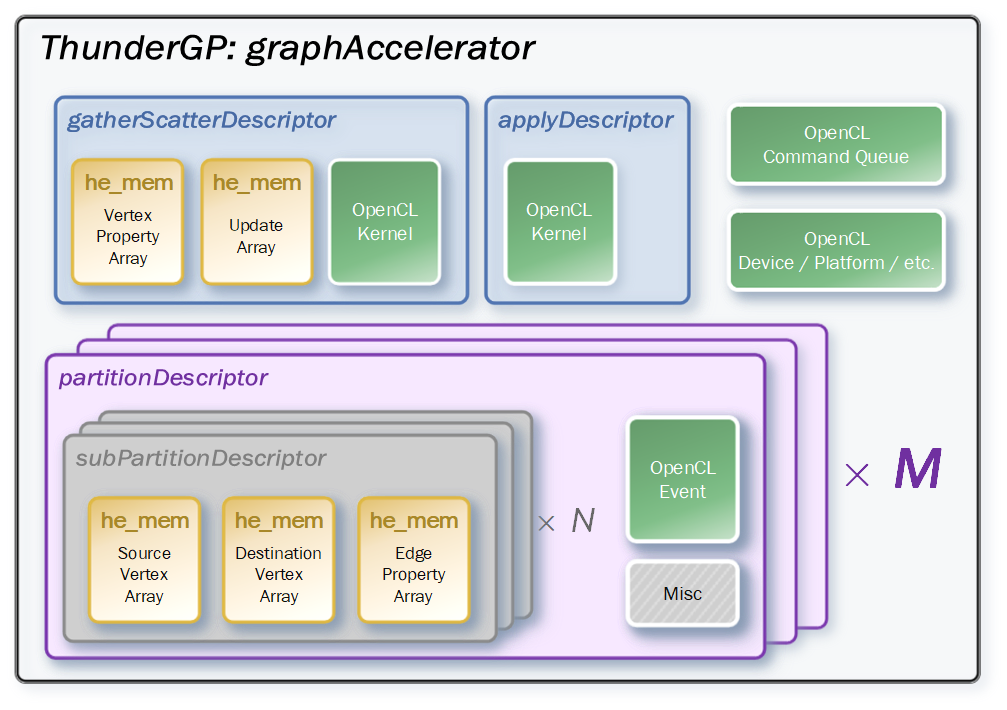 ThunderGP: graphAccelerator
gatherScatterDescriptor
he_mem
Vertex
Property
Array
he_mem
Update
Array
OpenCL
Kernel
applyDescriptor
OpenCL
Kernel
OpenCL
Command Queue
OpenCL
Device / Platform / etc.
partitionDescriptor
subPartitionDescriptor
he_mem
Source
Vertex
Array
he_mem
Destination
Vertex
Array
he_mem
Edge
Property
Array
× N
OpenCL
Event
Misc
× M